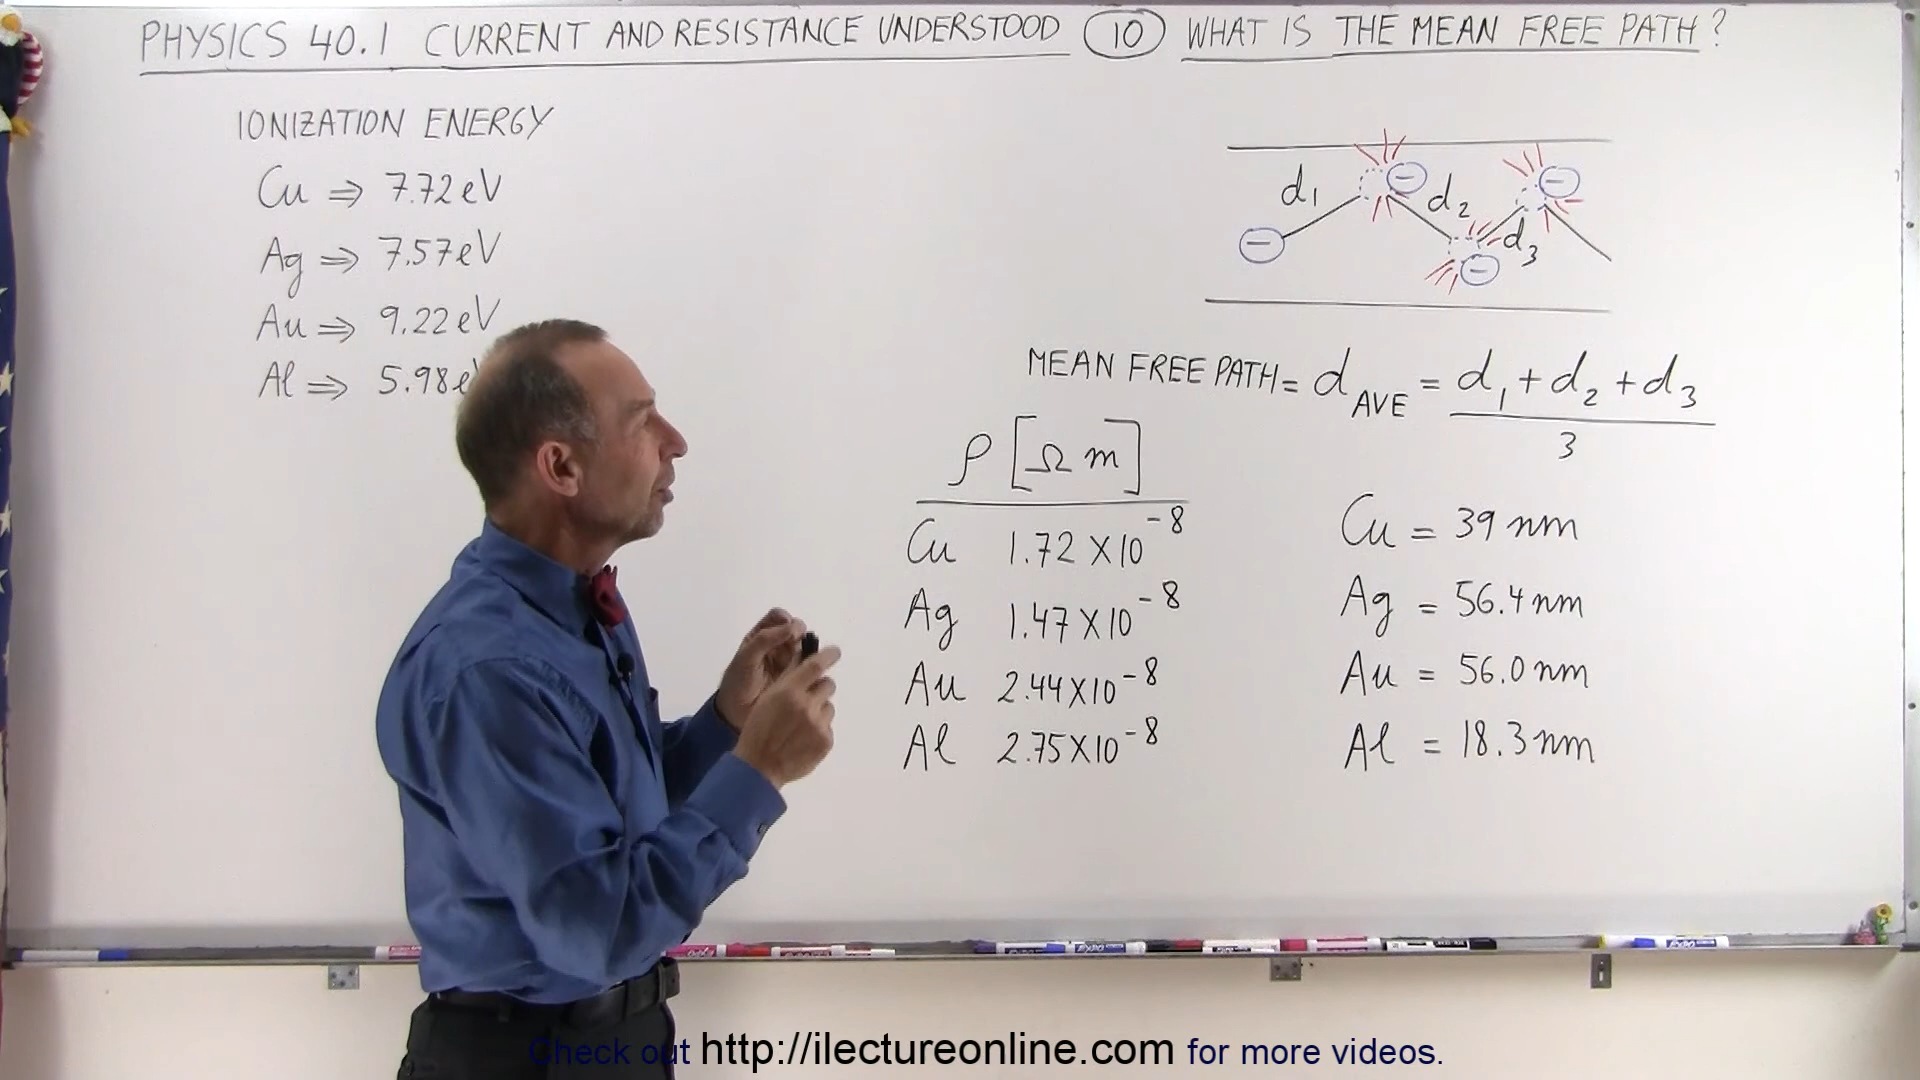 PHYSICS 40.1 CURRENT AND RESISTANCE UNDERSTOOD 10 WHAT IS THE MEAN FREE PATH?
IONIZATION ENERGY
Cu ⇒ 7.72 eV
Ag ⇒ 7.57 eV
Au ⇒ 9.22 eV
Al ⇒ 5.98 e
d1
d2
d3
MEAN FREE PATH = d AVE = d1 + d2 + d3
3
ρ [Ω m]
Cu 1.72 X 10^-8
Ag 1.47 X 10^-8
Au 2.44 X 10^-8
Al 2.75 X 10^-8
Cu = 39 nm
Ag = 56.4 nm
Au = 56.0 nm
Al = 18.3 nm
Check out http://ilectureonline.com for more videos.